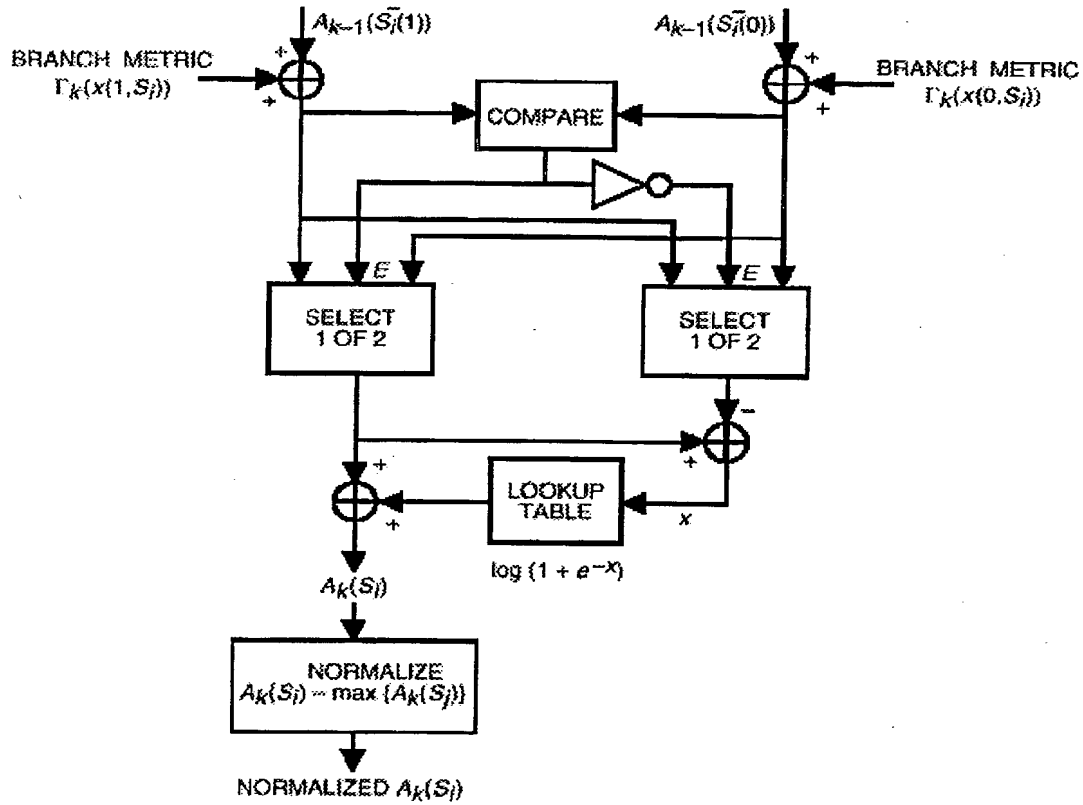 A_{k-1}(S_i^-(1))
A_{k-1}(S_i^-(0))
BRANCH METRIC
Γ_k(x(1,S_i))
+
+
+
+
BRANCH METRIC
Γ_k(x(0,S_i))
COMPARE
E
E
SELECT
1 OF 2
SELECT
1 OF 2
−
+
+
+
LOOKUP
TABLE
x
log (1 + e^{-x})
A_k(S_i)
NORMALIZE
A_k(S_i) – max {A_k(S_j)}
NORMALIZED A_k(S_i)